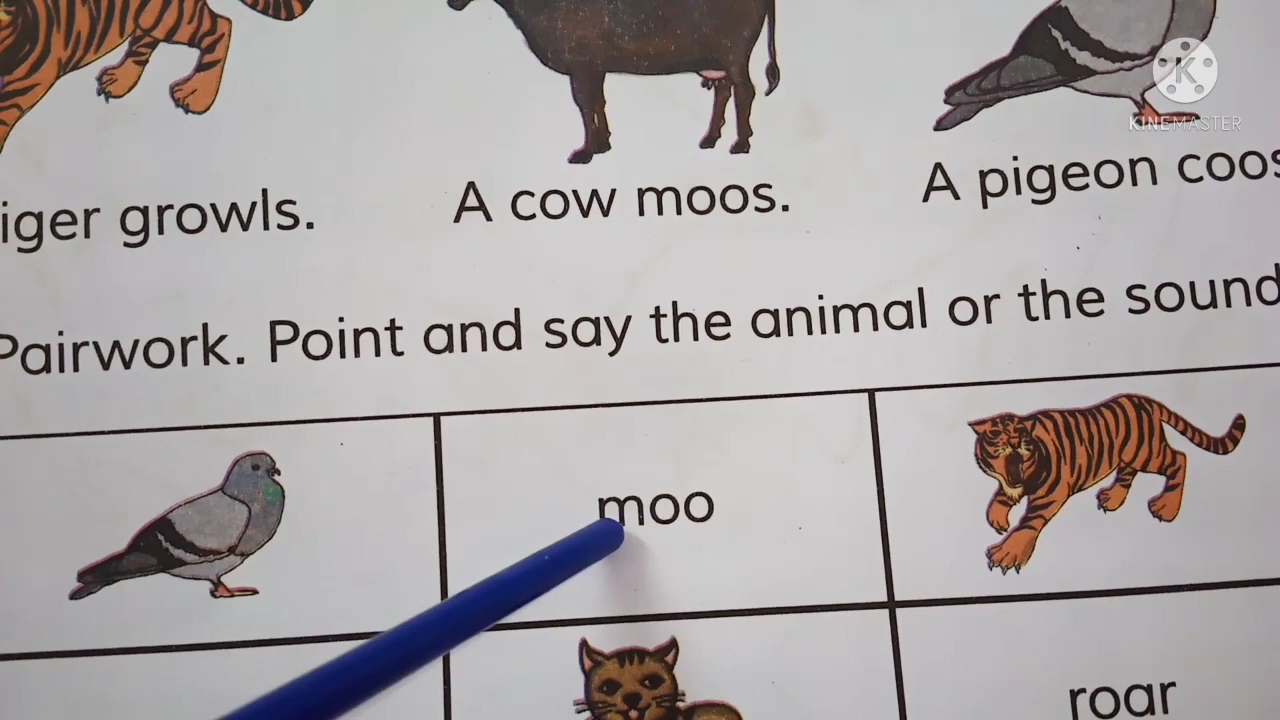 KINEMASTER
iger growls.
A cow moos.
A pigeon coos
Pairwork. Point and say the animal or the sound
moo
roar